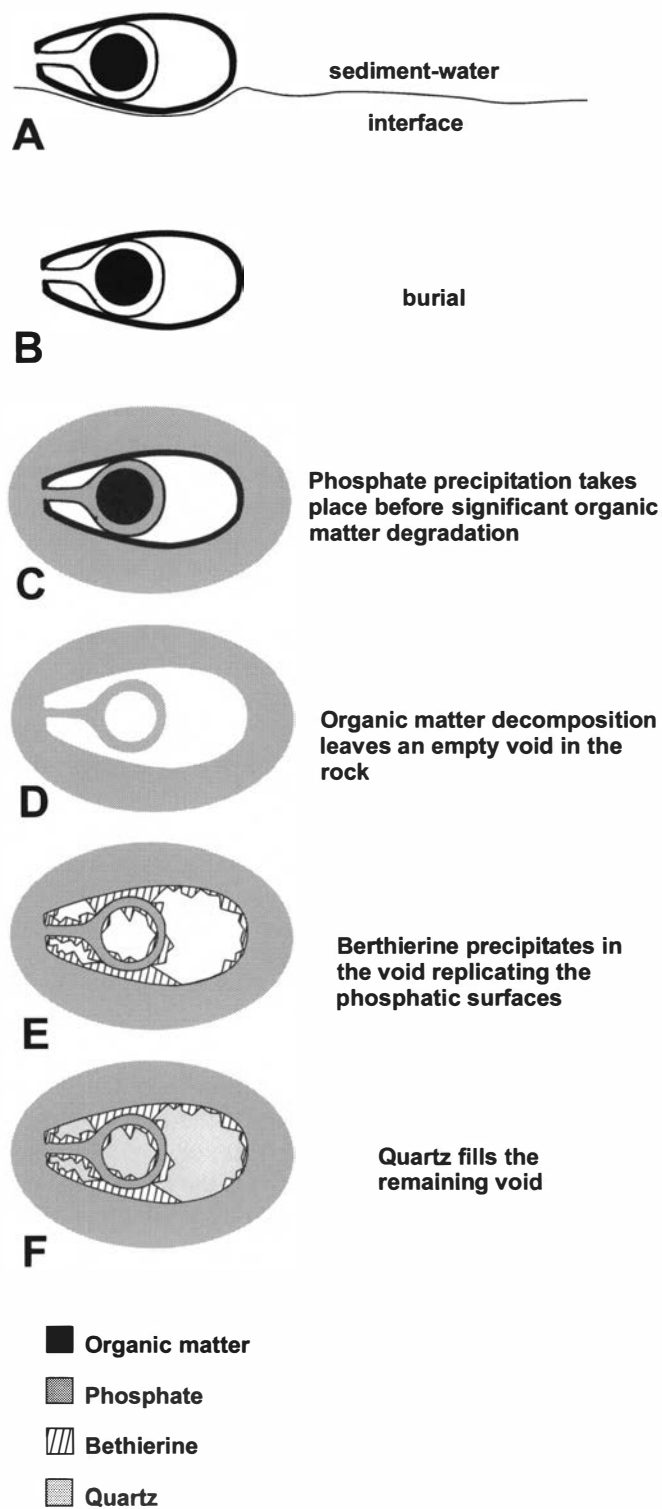 sediment-water
interface
A
burial
B
Phosphate precipitation takes
place before significant organic
matter degradation
C
Organic matter decomposition
leaves an empty void in the
rock
D
Berthierine precipitates in
the void replicating the
phosphatic surfaces
E
Quartz fills the
remaining void
F
Organic matter
Phosphate
Bethierine
Quartz